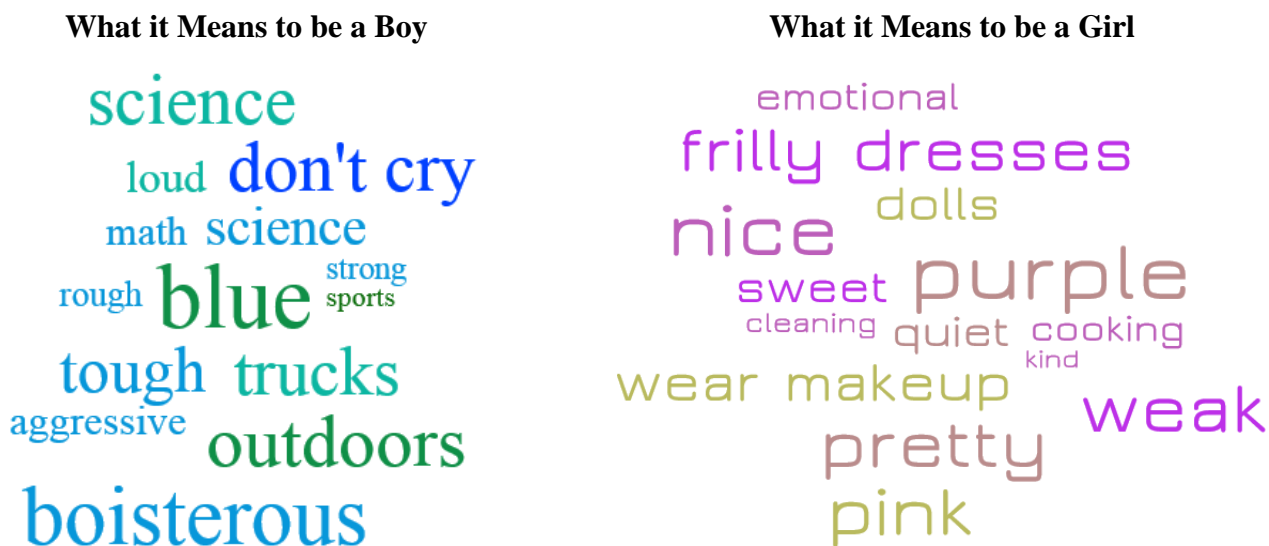 What it Means to be a Boy
science
loud don't cry
math science
rough blue strong
sports
tough trucks
aggressive
outdoors
boisterous
What it Means to be a Girl
emotional
frilly dresses
dolls
nice
purple
sweet
cleaning quiet cooking
kind
wear makeup
weak
pretty
pink